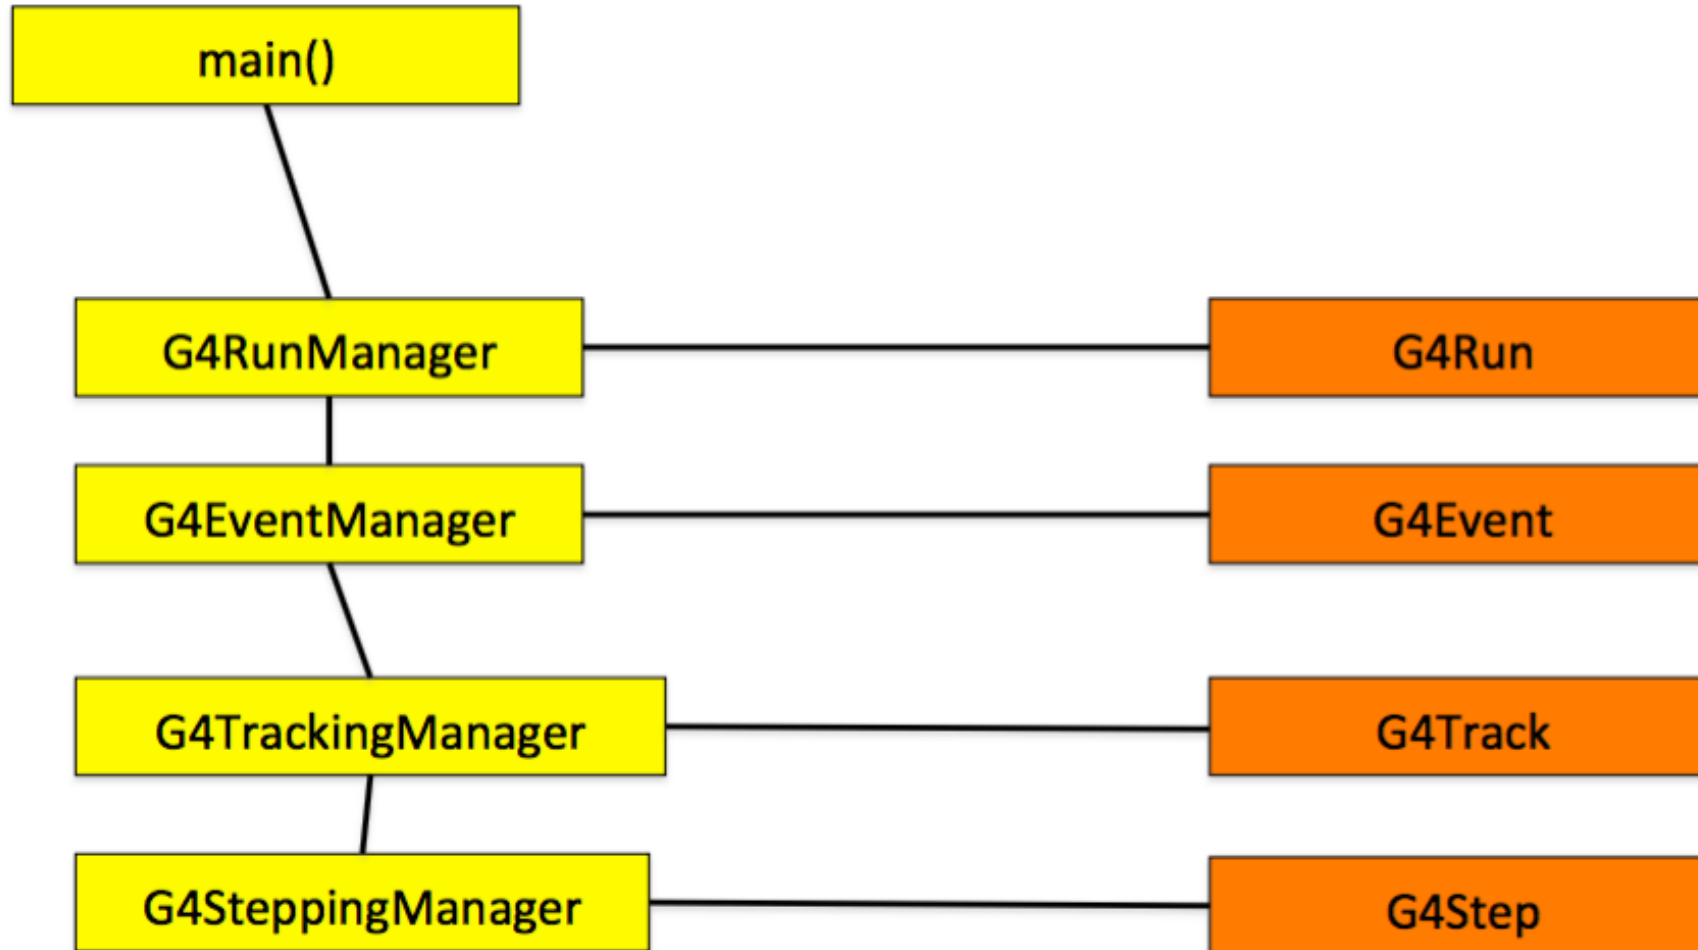 main()
G4RunManager
G4Run
G4EventManager
G4Event
G4TrackingManager
G4Track
G4SteppingManager
G4Step